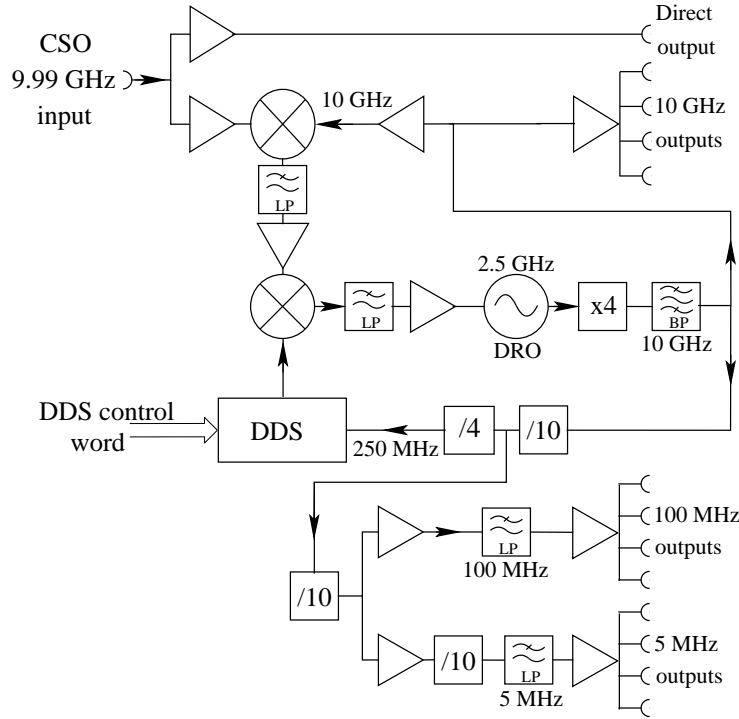 CSO
9.99 GHz
input
Direct
output
10 GHz
10 GHz
outputs
LP
2.5 GHz
LP
DRO
x4
BP
10 GHz
DDS control
word
DDS
250 MHz
/4
/10
/10
LP
100 MHz
100 MHz
outputs
/10
LP
5 MHz
5 MHz
outputs